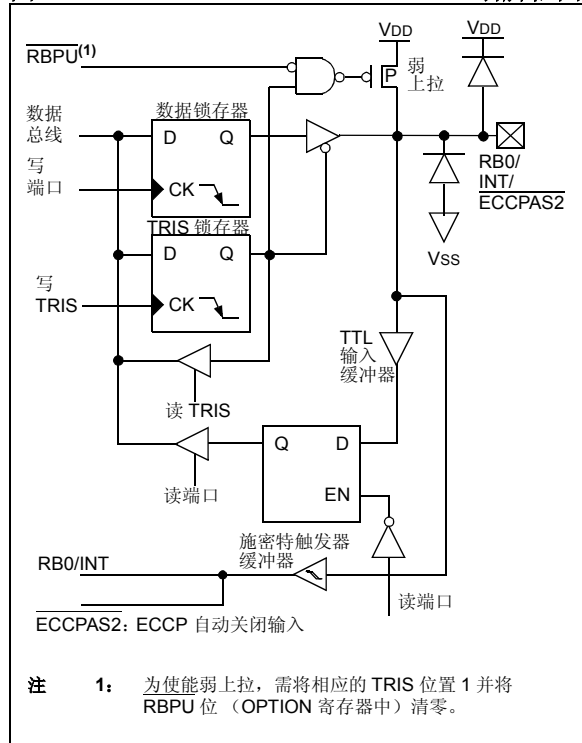 RBPU(1)
VDD
VDD
P
弱
上拉
数据
总线
数据锁存器
D Q
写
端口
CK
RB0/
INT/
ECCPAS2
TRIS 锁存器
D Q
VSS
写
TRIS
CK
TTL
输入
缓冲器
读 TRIS
Q D
读端口
EN
施密特触发器
缓冲器
RB0/INT
读端口
ECCPAS2: ECCP 自动关闭输入
注 1: 为使能弱上拉，需将相应的 TRIS 位置 1 并将
RBPU 位 （OPTION 寄存器中）清零。